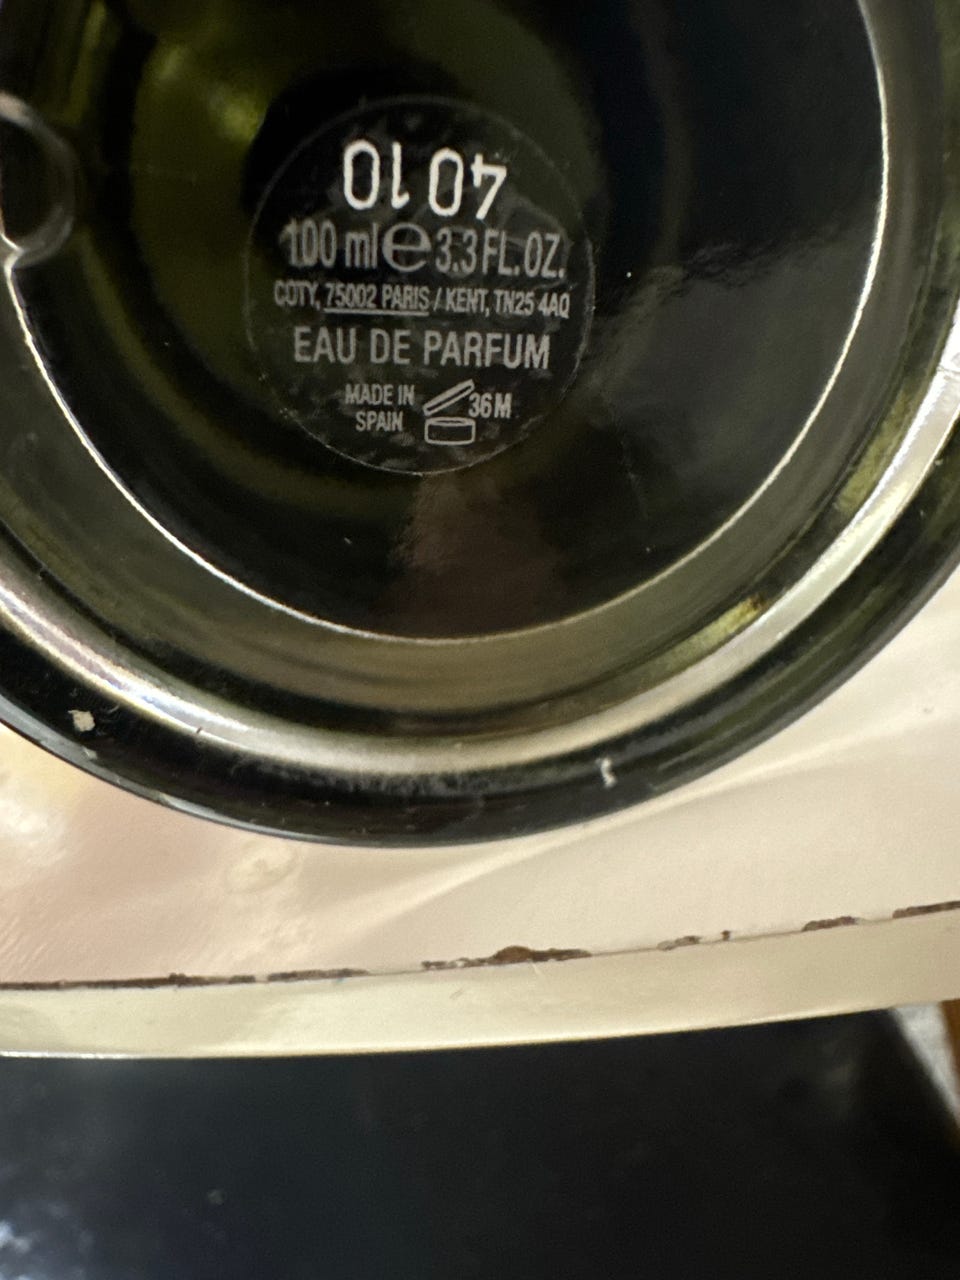 4010
100 ml e 3.3 FL.OZ.
COTY, 75002 PARIS / KENT, TN25 4AQ
EAU DE PARFUM
MADE IN
SPAIN
36M